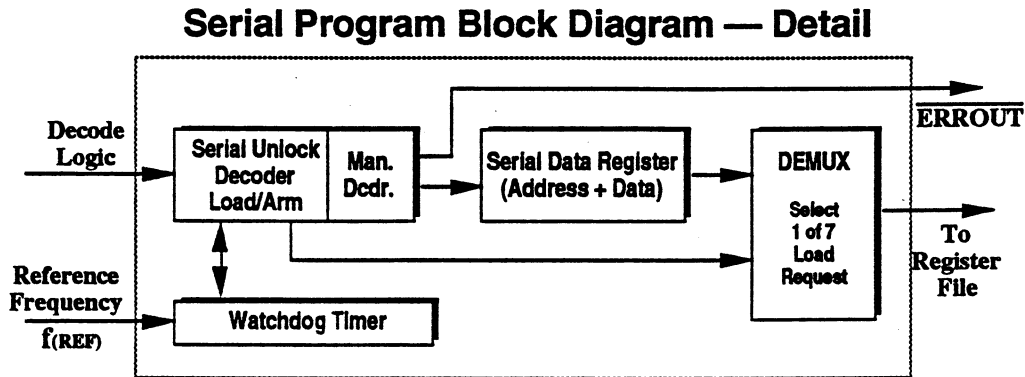 Serial Program Block Diagram — Detail
Decode
Logic
Serial Unlock
Decoder
Load/Arm
Man.
Dcdr.
Serial Data Register
(Address + Data)
DEMUX
Select
1 of 7
Load
Request
ERROUT
To
Register
File
Reference
Frequency
f(REF)
Watchdog Timer